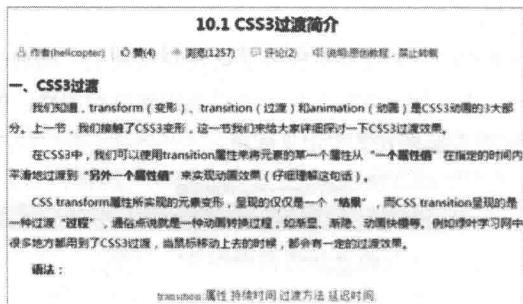 10.1 CSS3过渡简介
作者(helicopter) 赞(4) 浏览(1257) 评论(2) 说明:原创教程，禁止转载
一、CSS3过渡
我们知道，transform（变形）、transition（过渡）和animation（动画）是CSS3动画的3大部
分。上一节，我们接触了CSS3变形，这一节我们来给大家详细探讨一下CSS3过渡效果。
在CSS3中，我们可以使用transition属性来将元素的某一个属性从“一个属性值”在指定的时间内
平滑地过渡到“另外一个属性值”来实现动画效果（仔细理解这句话）。
CSS transform属性所实现的元素变形，呈现的仅仅是一个“结果”，而CSS transition呈现的是
一种过渡“过程”，通俗点说就是一种动画转换过程，如渐显、渐隐、动画快慢等。例如绿叶学习网中
很多地方都用到了CSS3过渡，当鼠标移动上去的时候，都会有一定的过渡效果。
语法：
transition:属性 持续时间 过渡方法 延迟时间